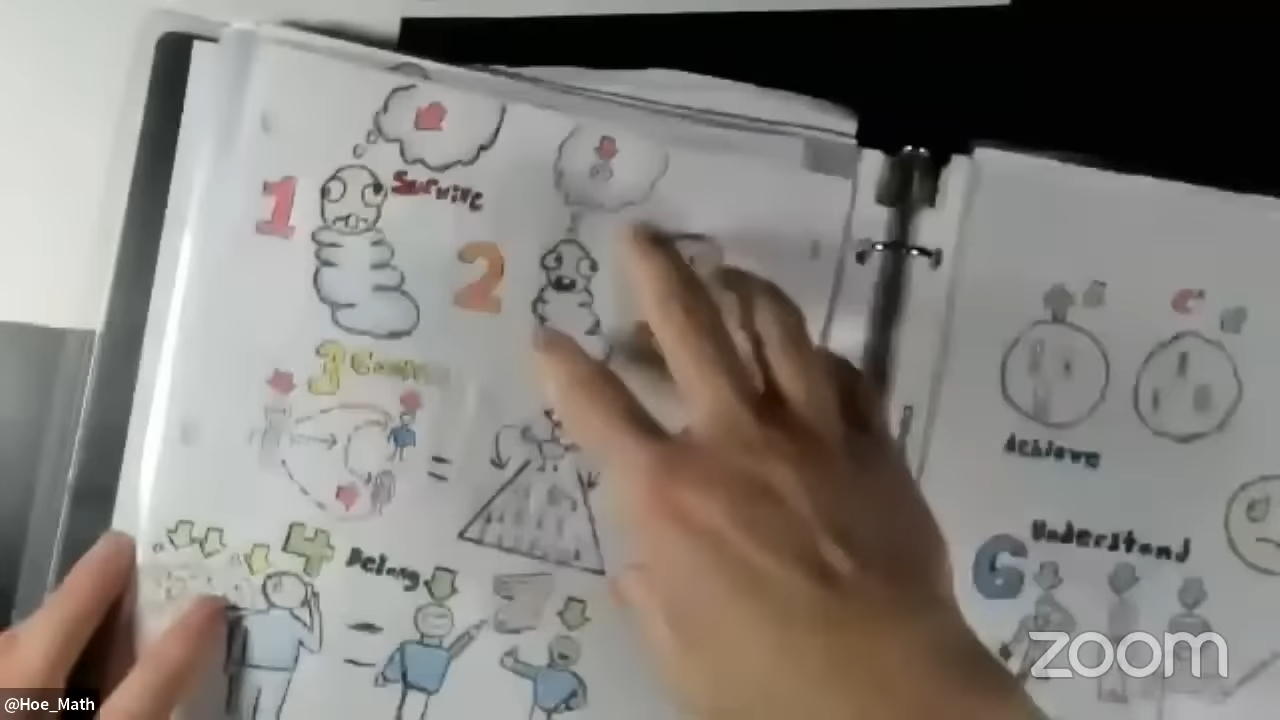 1
Survive
2
3
4
Belong
Achieve
6
Understand
zoom
@Hoe_Math